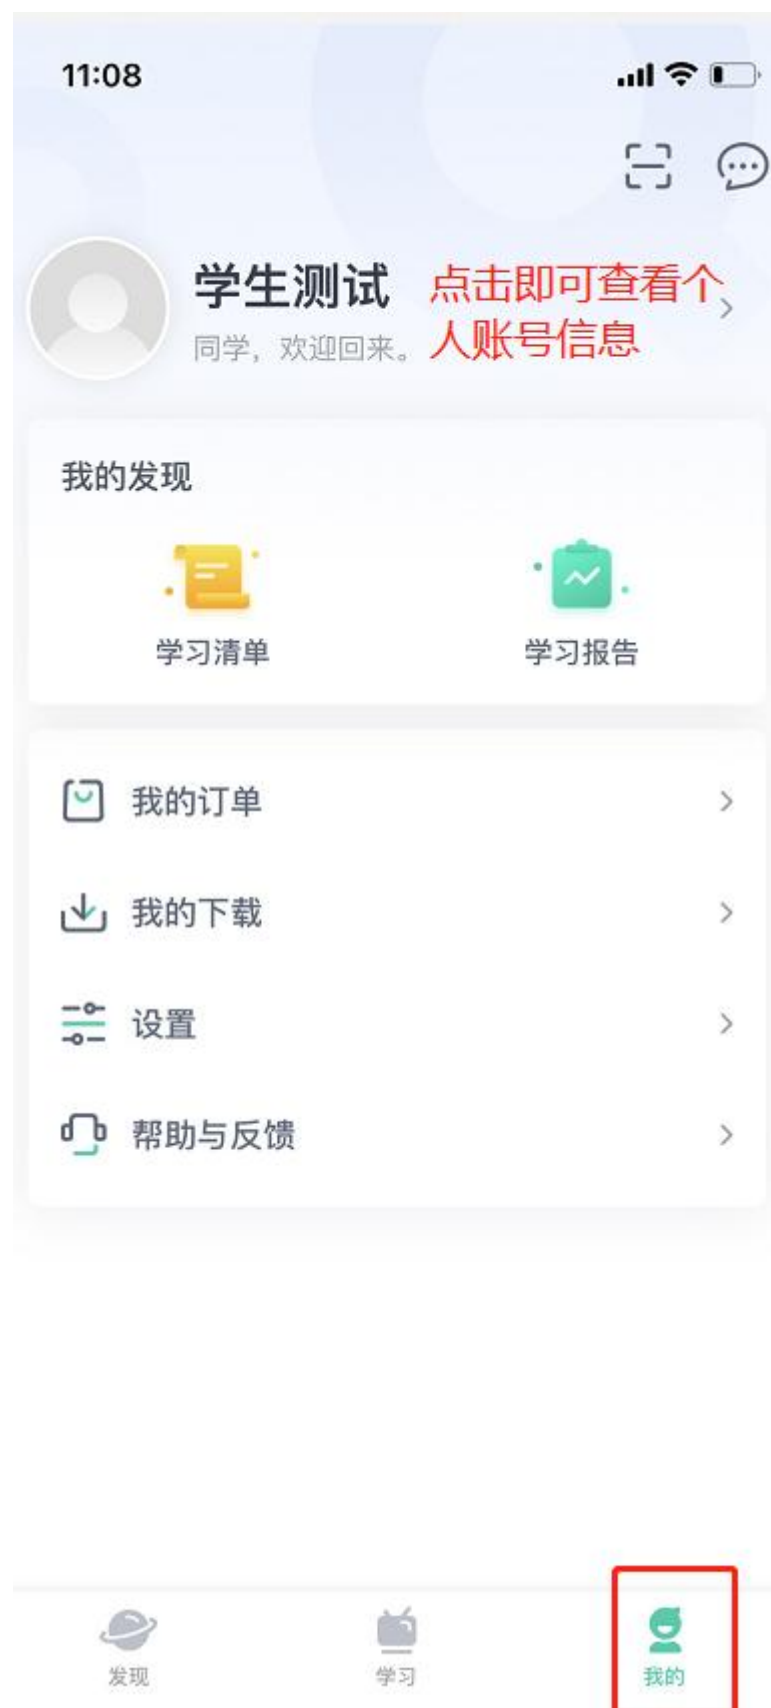 11:08
学生测试
同学，欢迎回来。
点击即可查看个
人账号信息
我的发现
学习清单
学习报告
我的订单
我的下载
设置
帮助与反馈
发现
学习
我的